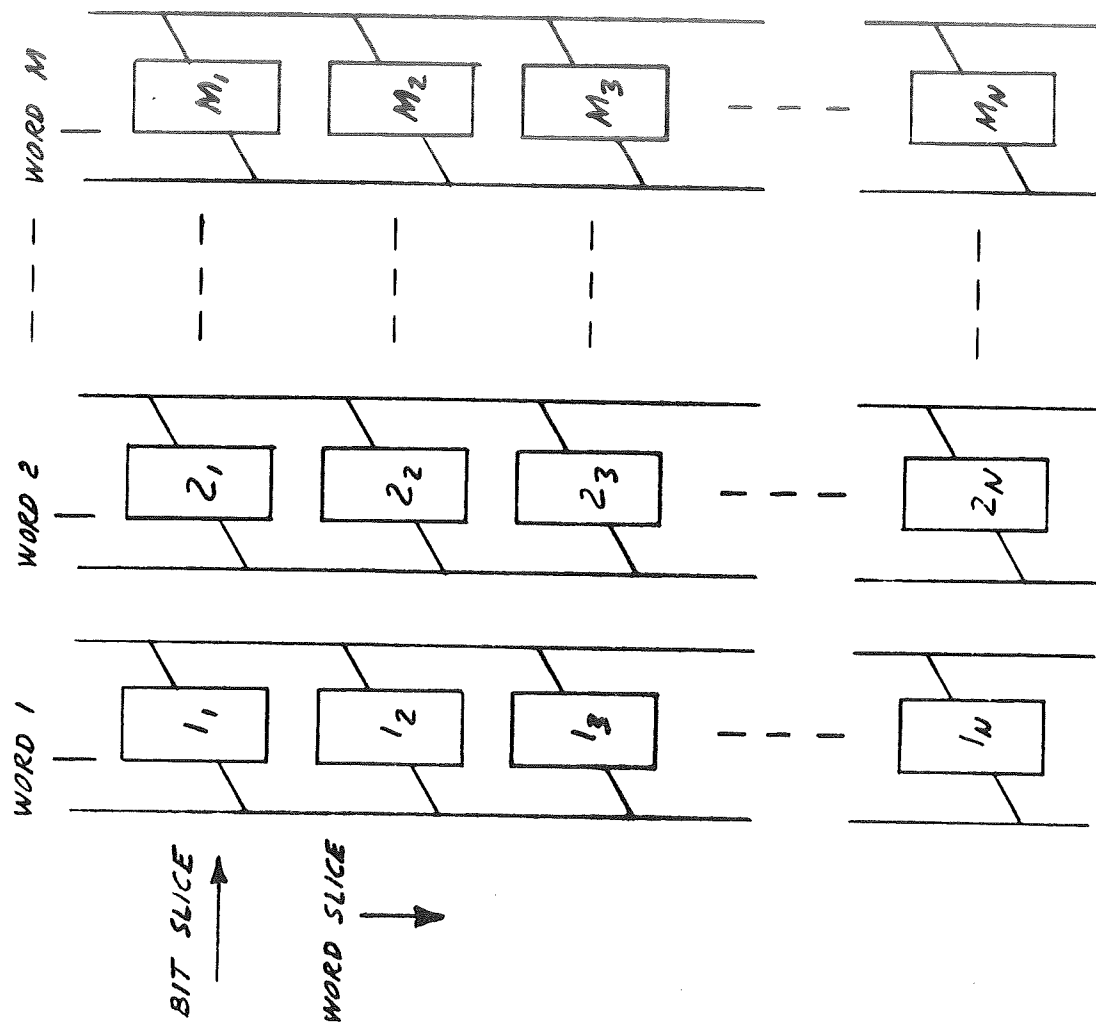 WORD 1
WORD 2
WORD M
BIT SLICE
1₁ 2₁ M₁
WORD SLICE
1₂ 2₂ M₂
1₃ 2₃ M₃
1N 2N MN